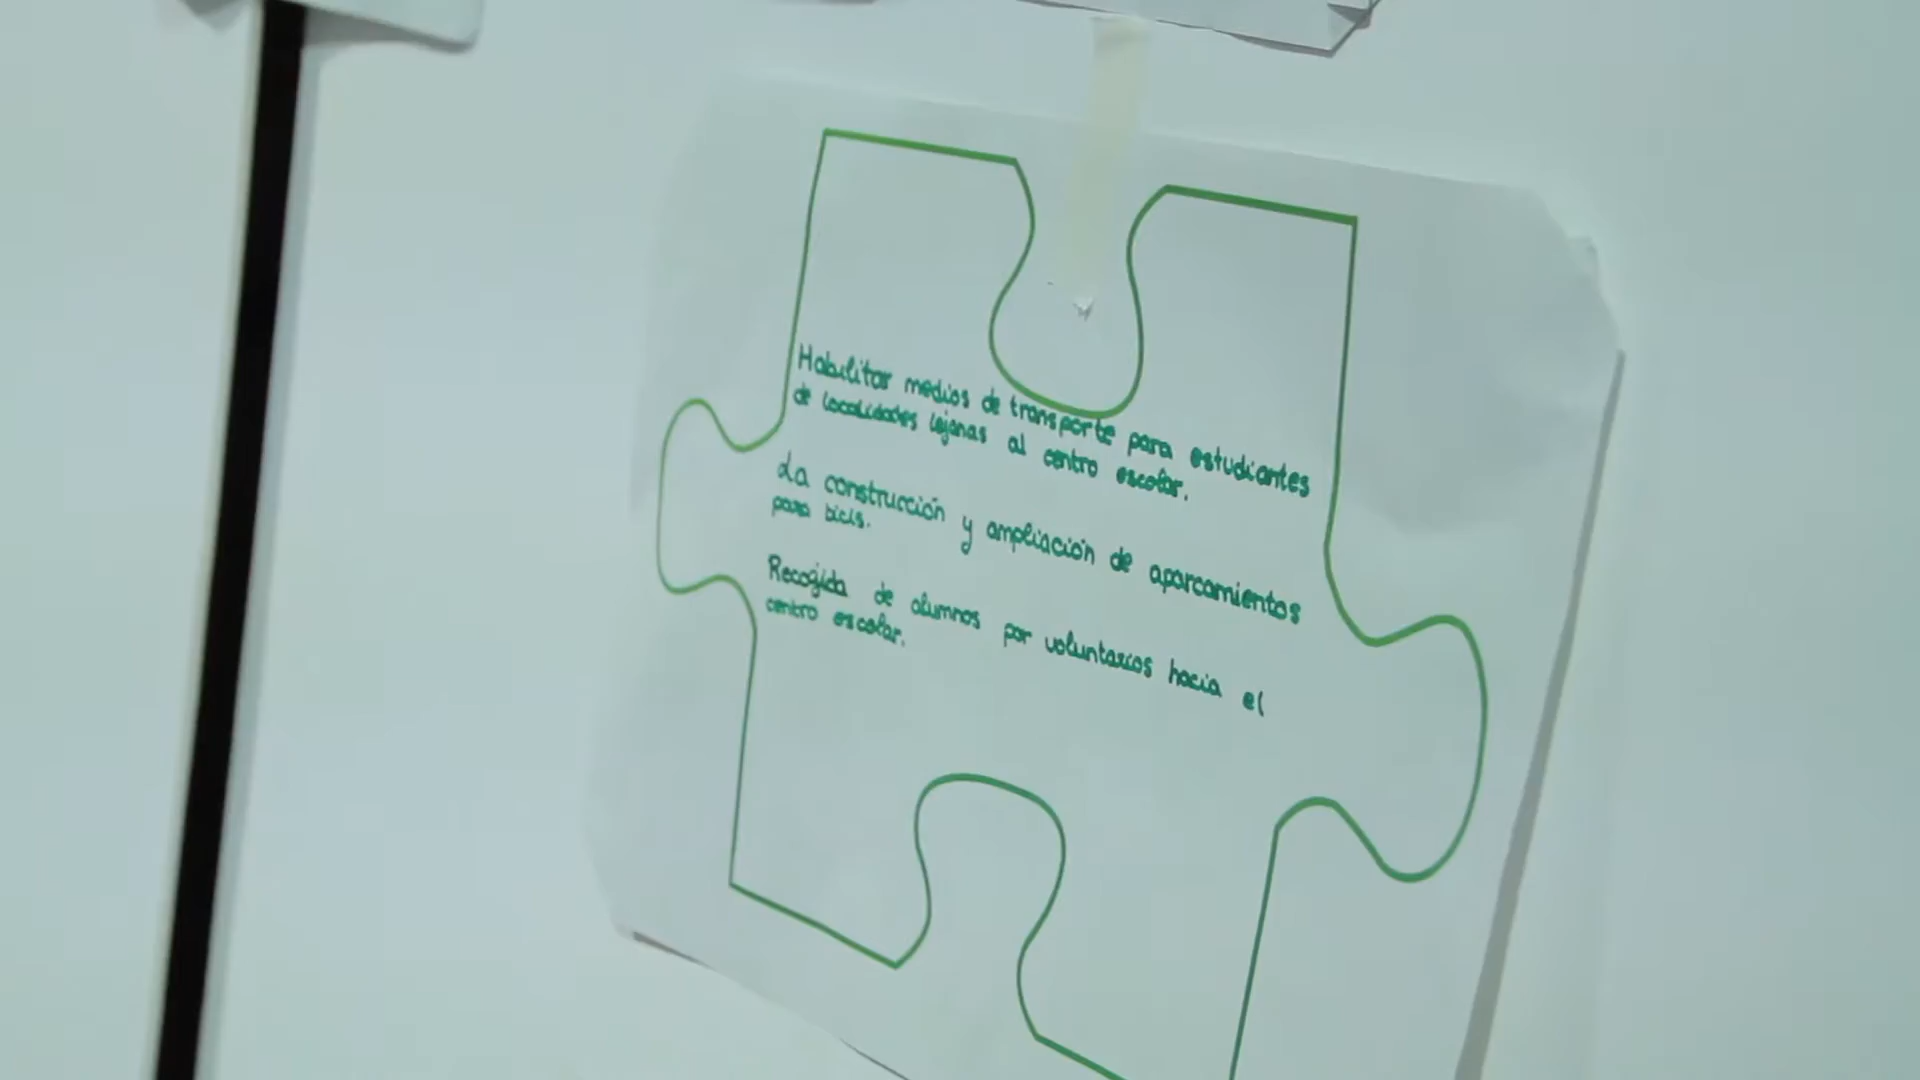 Habilitar medios de transporte para estudiantes
de localidades lejanas al centro escolar.
La construcción y ampliación de aparcamientos
para bicis.
Recogida de alumnos por voluntarios hacia el
centro escolar.